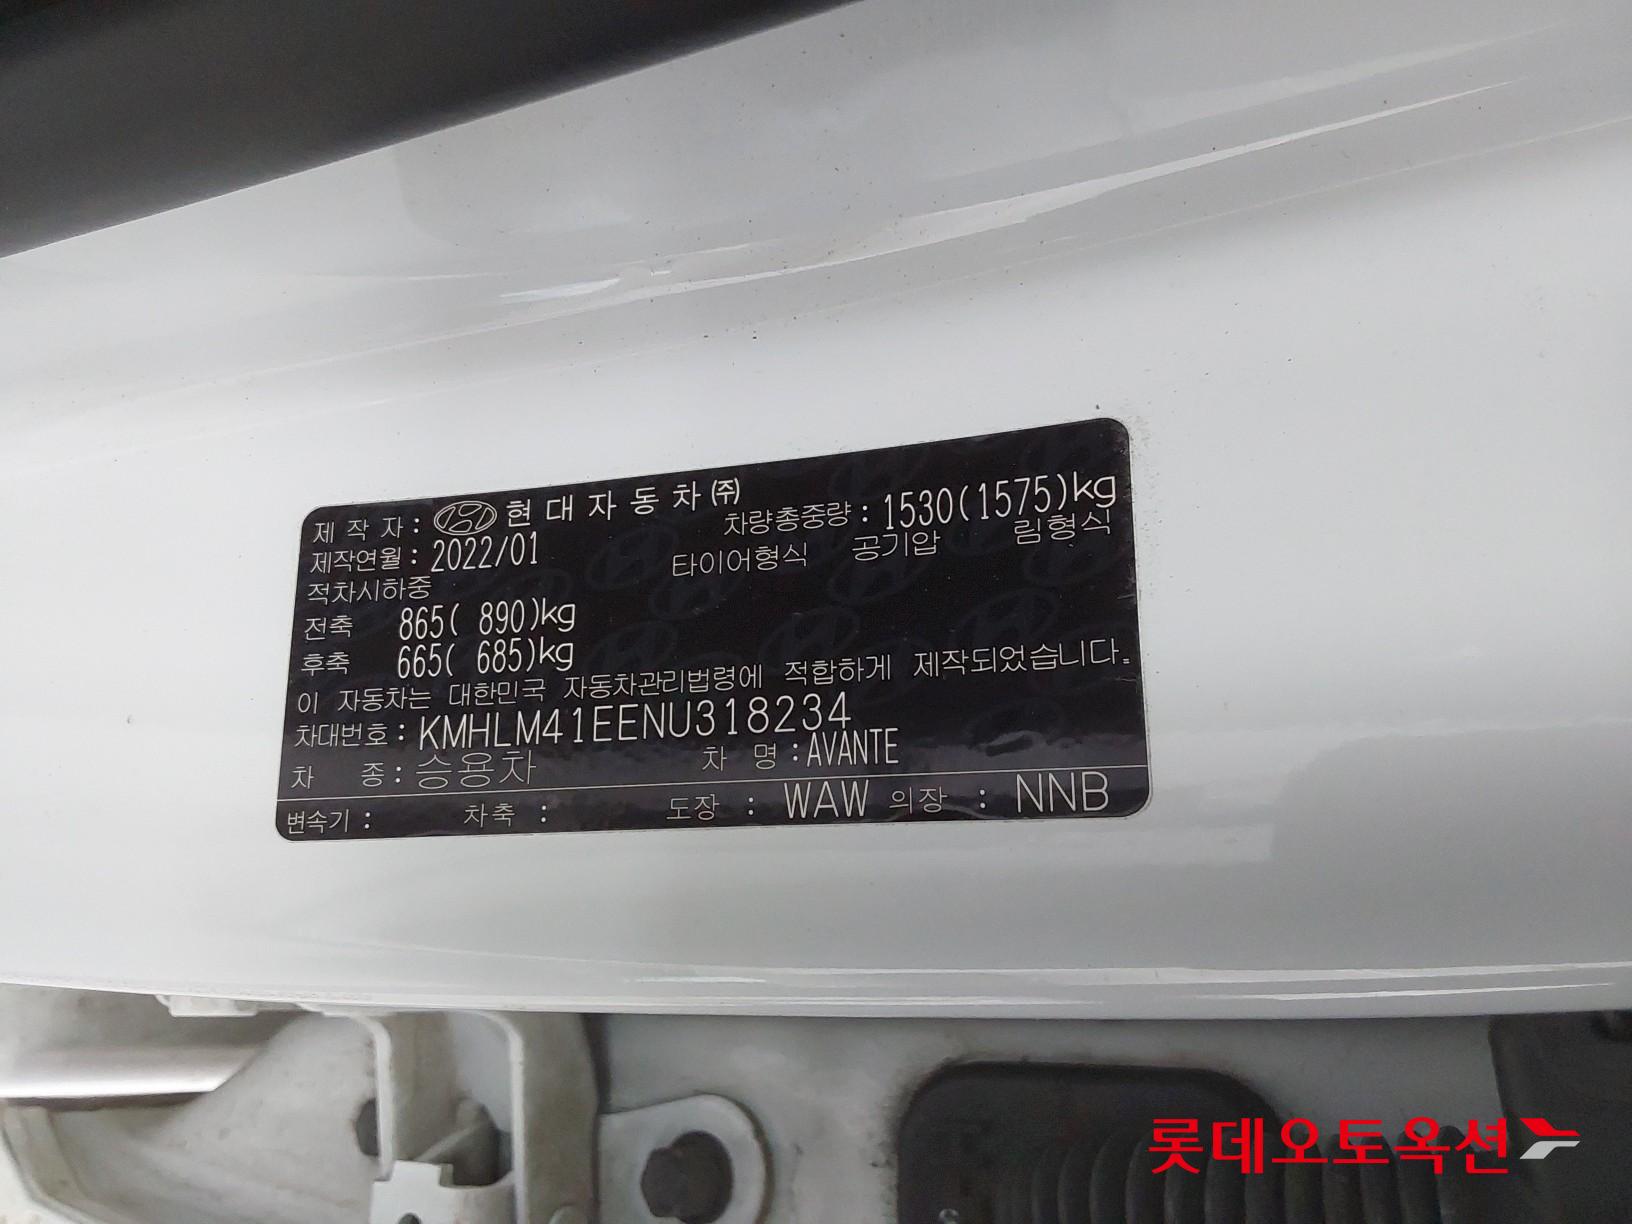 제 작 자 : 현 대 자 동 차 ㈜
제작연월 : 2022/01 차량총중량 : 1530(1575)kg
적차시하중 타이어형식 공기압 림형식
전축 865( 890)kg
후축 665( 685)kg
이 자동차는 대한민국 자동차관리법령에 적합하게 제작되었습니다.
차대번호 : KMHLM41EENU318234
차 종 : 승용차 차 명 : AVANTE
변속기 : 차축 : 도장 : WAW 의장 : NNB
롯데오토옥션